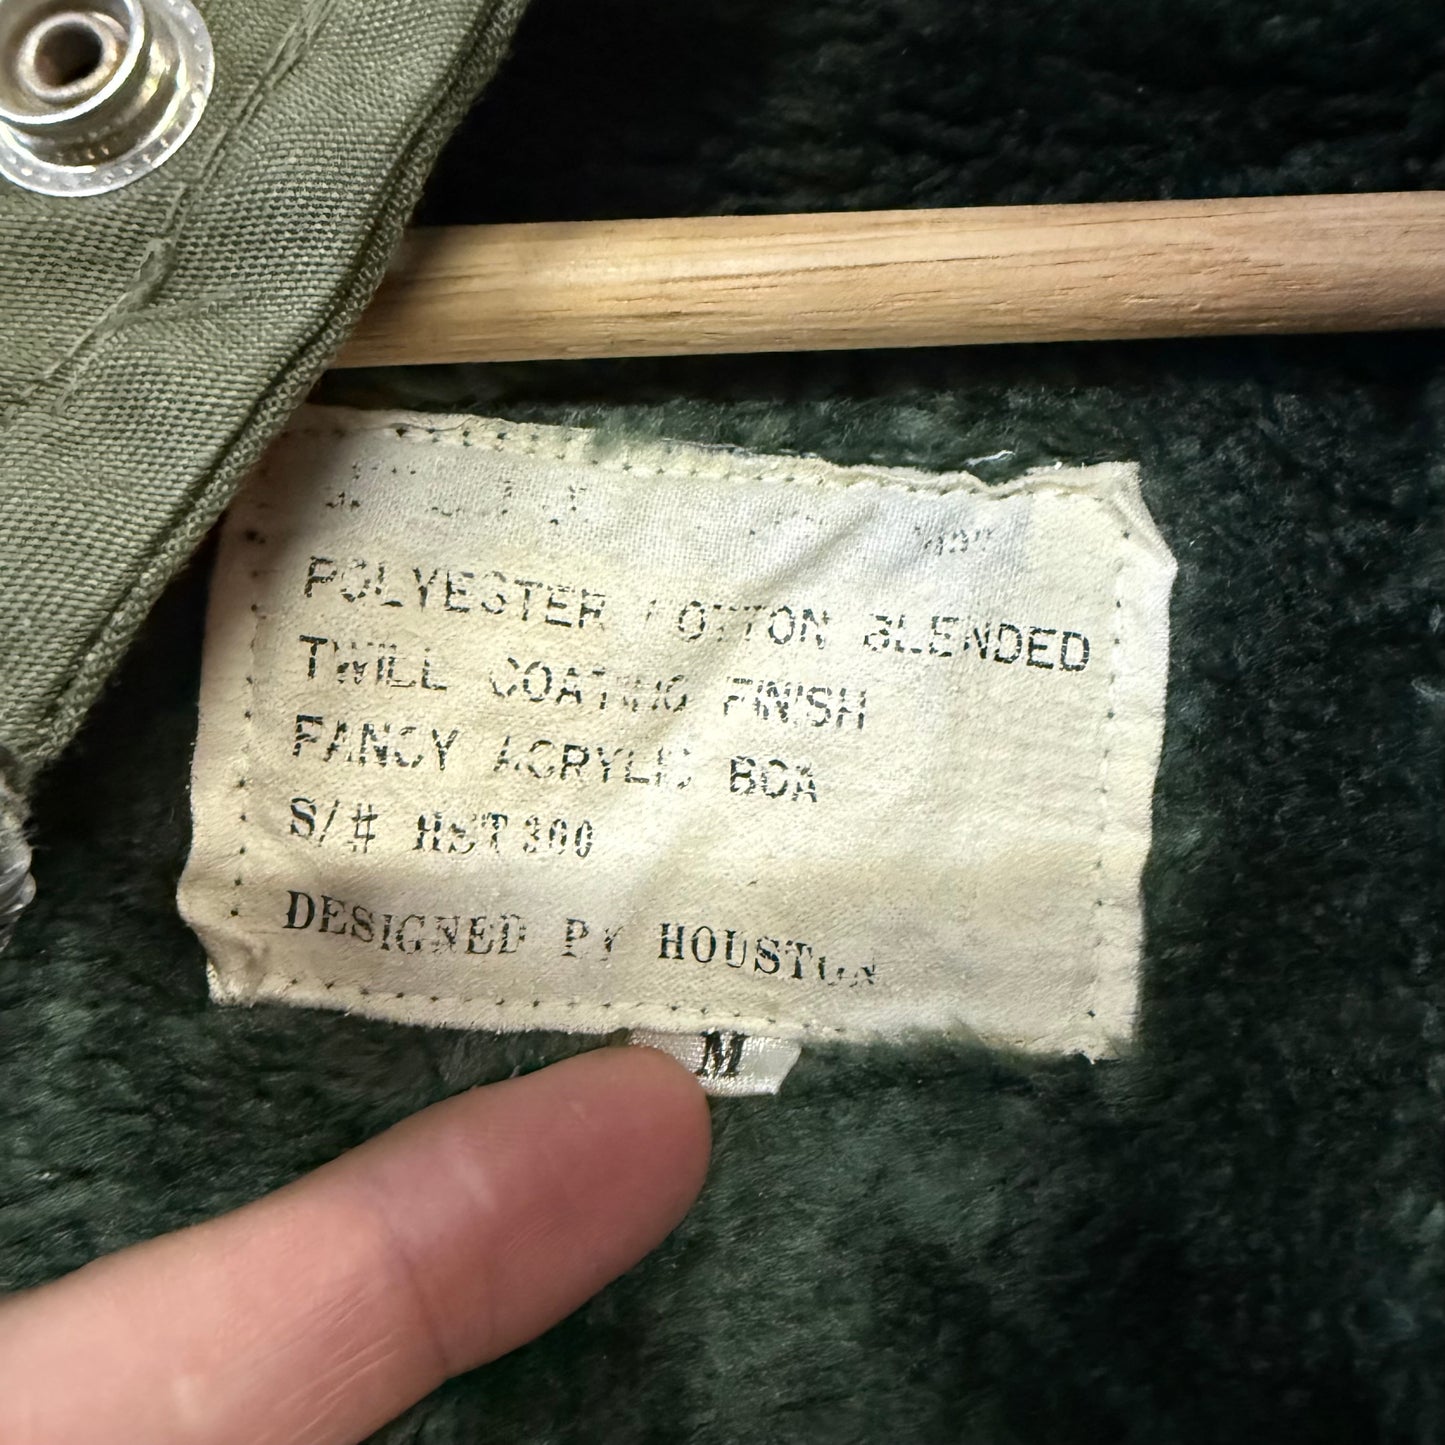 POLYESTER COTTON BLENDED
TWILL COATING FINISH
FANCY ACRYLIC BOA
S/# HST300
DESIGNED BY HOUSTON
M